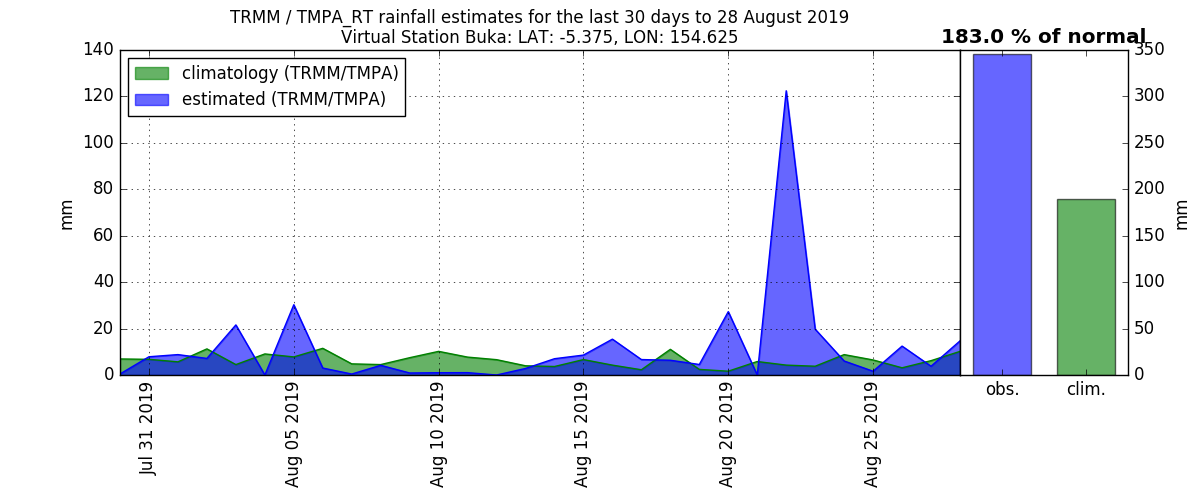 TRMM / TMPA_RT rainfall estimates for the last 30 days to 28 August 2019
Virtual Station Buka: LAT: -5.375, LON: 154.625
183.0 % of normal
climatology (TRMM/TMPA)
estimated (TRMM/TMPA)
mm
140
120
100
80
60
40
20
0
Jul 31 2019
Aug 05 2019
Aug 10 2019
Aug 15 2019
Aug 20 2019
Aug 25 2019
obs.
clim.
350
300
250
200
150
100
50
0
mm